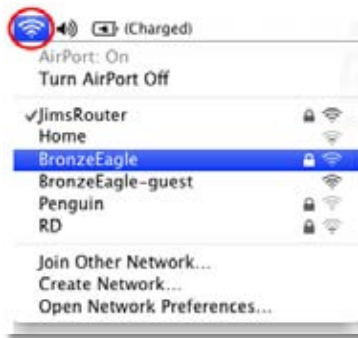 (Charged)
AirPort: On
Turn AirPort Off
✓JimsRouter
Home
BronzeEagle
BronzeEagle-guest
Penguin
RD
Join Other Network...
Create Network...
Open Network Preferences...